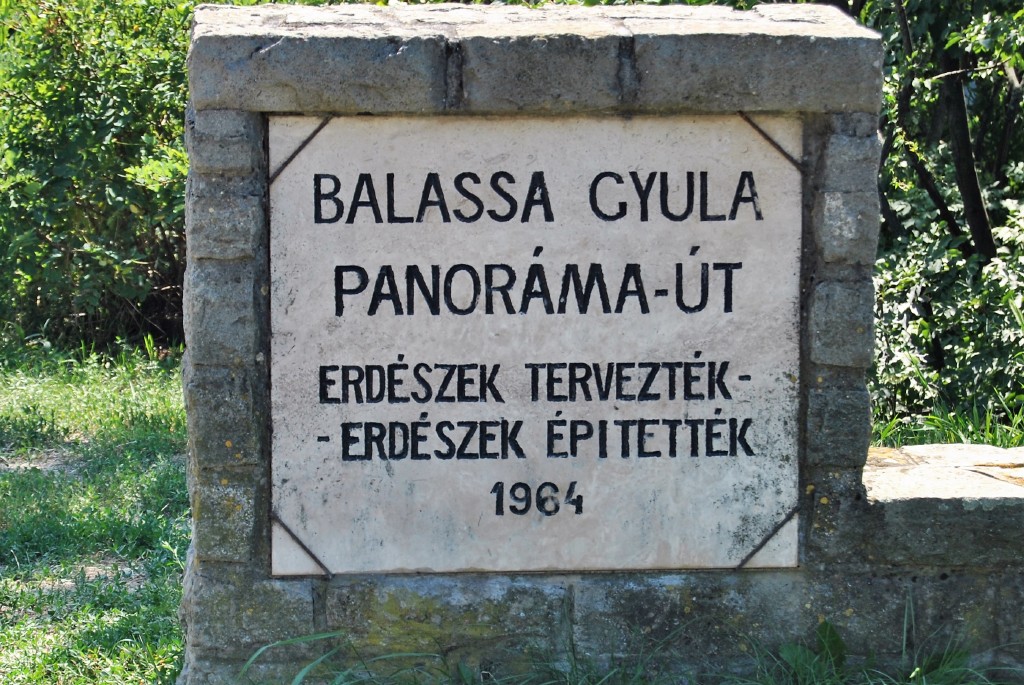 BALASSA GYULA
PANORÁMA-ÚT
ERDÉSZEK TERVEZTÉK-
-ERDÉSZEK ÉPITETTÉK
1964